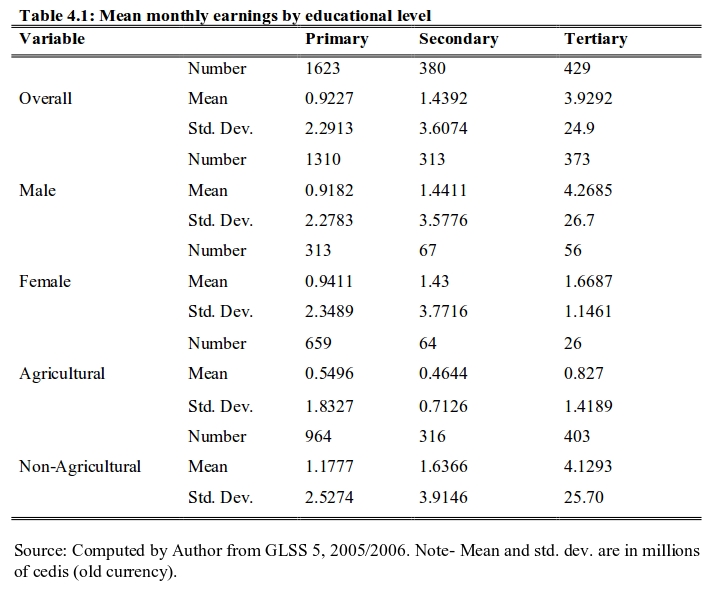 Table 4.1: Mean monthly earnings by educational level
Variable Primary Secondary Tertiary
Number 1623 380 429
Overall Mean 0.9227 1.4392 3.9292
Std. Dev. 2.2913 3.6074 24.9
Number 1310 313 373
Male Mean 0.9182 1.4411 4.2685
Std. Dev. 2.2783 3.5776 26.7
Number 313 67 56
Female Mean 0.9411 1.43 1.6687
Std. Dev. 2.3489 3.7716 1.1461
Number 659 64 26
Agricultural Mean 0.5496 0.4644 0.827
Std. Dev. 1.8327 0.7126 1.4189
Number 964 316 403
Non-Agricultural Mean 1.1777 1.6366 4.1293
Std. Dev. 2.5274 3.9146 25.70
Source: Computed by Author from GLSS 5, 2005/2006. Note- Mean and std. dev. are in millions
of cedis (old currency).